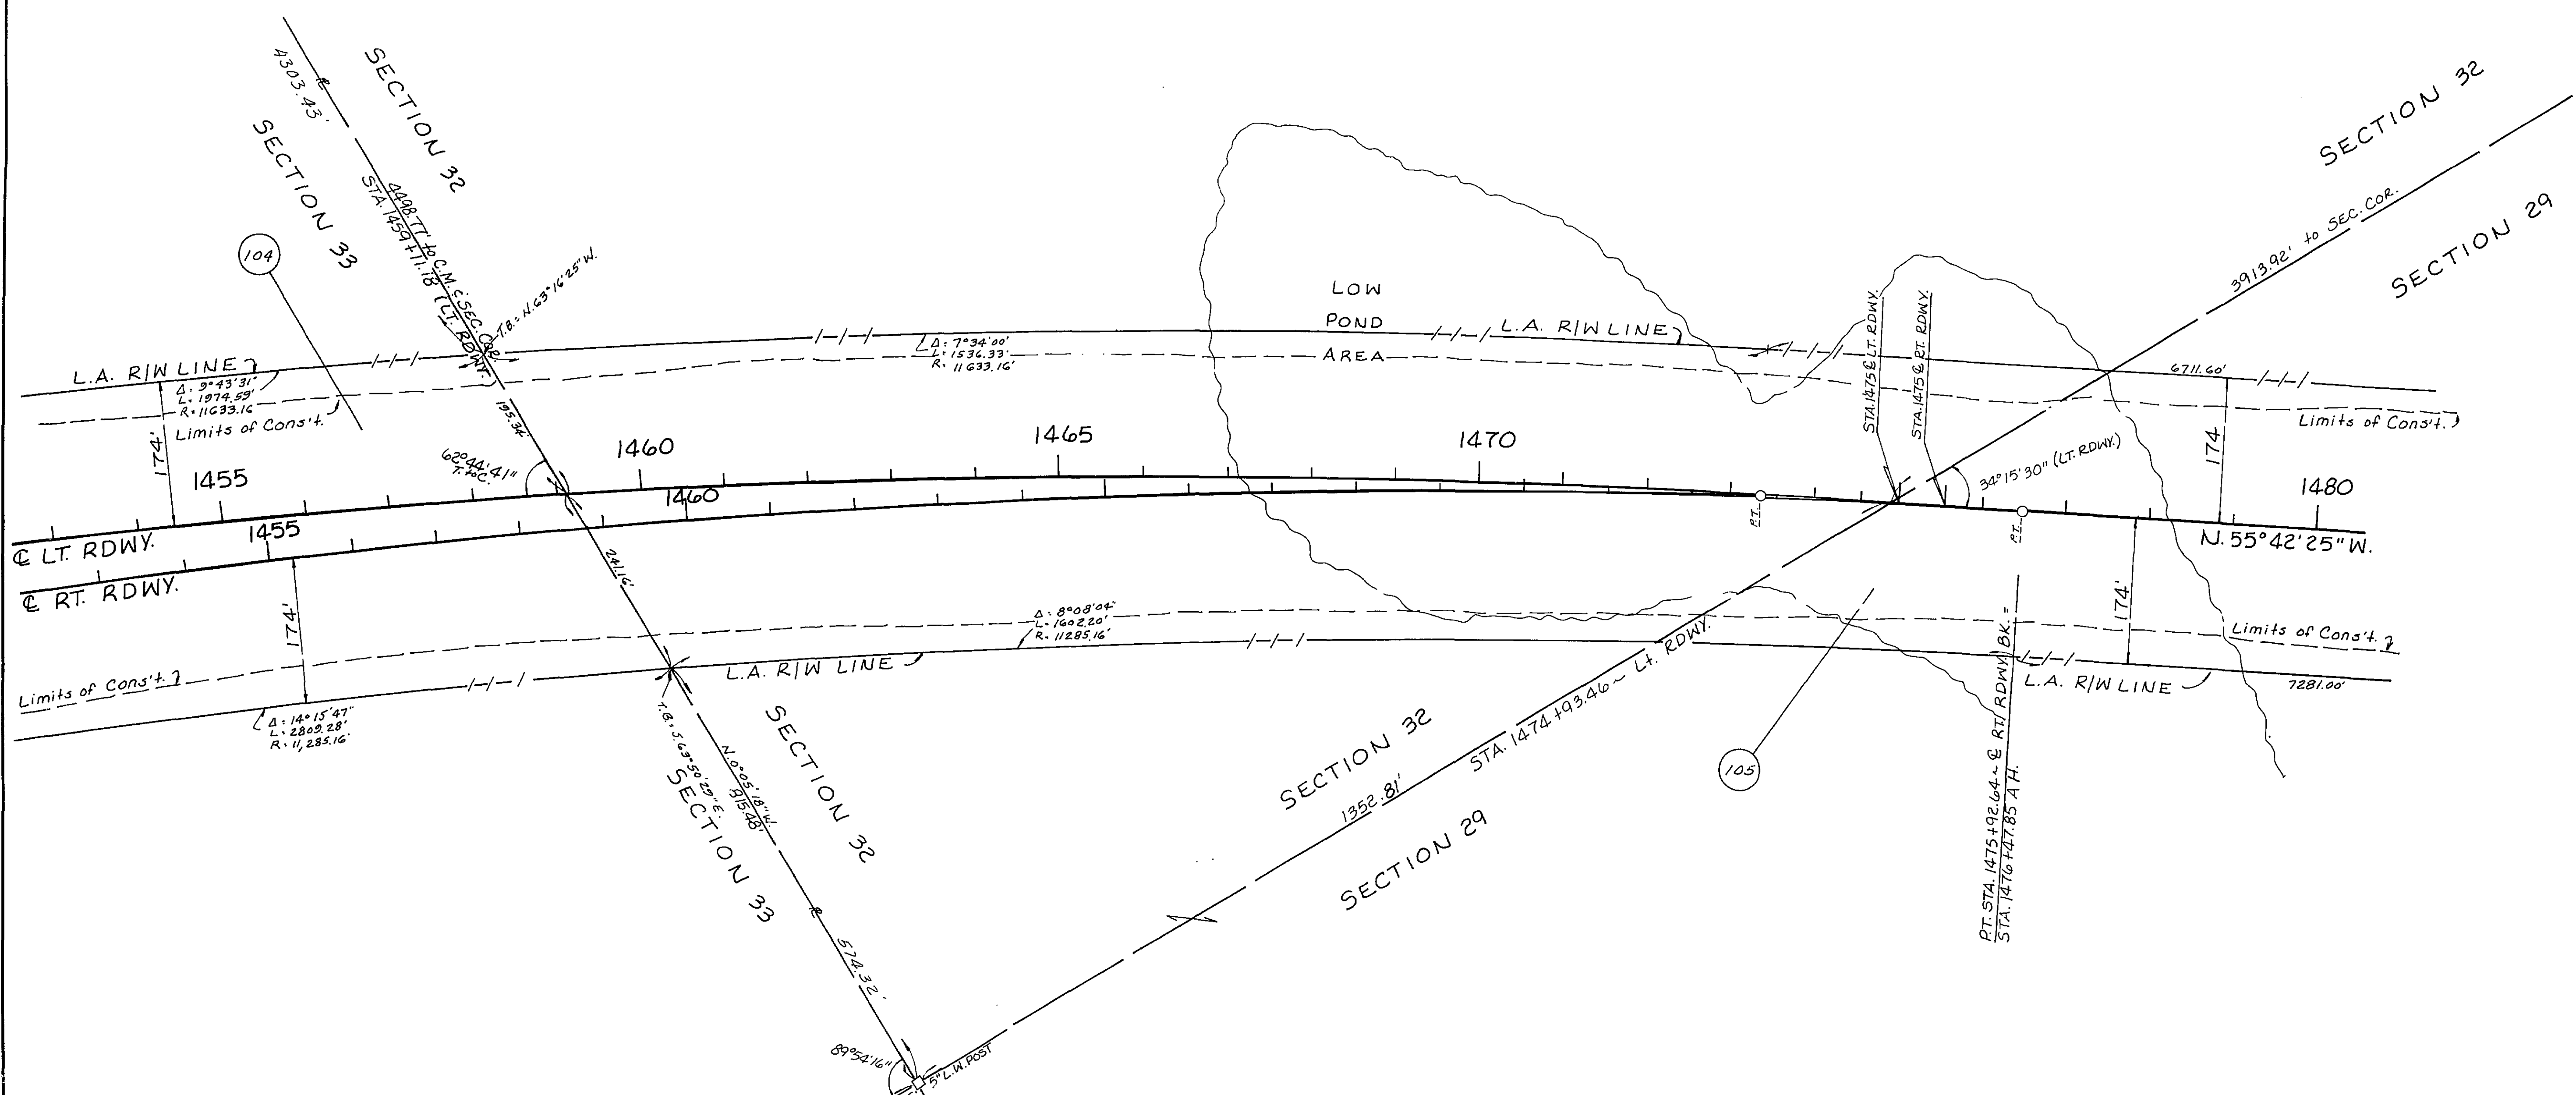 SECTION 32
4303.43'
SECTION 33
4498.77' to C.M. & SEC. COR.
STA. 1459+11.18 (LT. RDWY.)
T.B. = N.63°16'25"W.
104
L.A. R/W LINE
Δ = 9°43'31"
L = 1974.59'
R = 11633.16
Limits of Cons't.
174'
195.34'
62°44'41"
T. to C.
Δ = 7°34'00"
L = 1536.33'
R = 11633.16'
LOW
POND
AREA
L.A. R/W LINE
STA. 1475 ℄ LT. RDWY.
STA. 1475 ℄ RT. RDWY.
SECTION 32
3913.92' to SEC. COR.
SECTION 29
6711.60'
Limits of Cons't.
174
34°15'30" (LT. RDWY.)
1455
1460
1465
1470
1480
℄ LT. RDWY.
1455
1460
P.T.
P.T.
N. 55°42'25" W.
℄ RT. RDWY.
174'
241.16'
Δ = 8°08'04"
L = 1602.20'
R = 11285.16'
174'
Limits of Cons't.
Limits of Cons't.
L.A. R/W LINE
L.A. R/W LINE
7281.00'
Δ = 14°15'47"
L = 2809.28'
R = 11,285.16'
T.B. = S.63°50'29"E.
N.0°05'18"W.
815.48'
SECTION 32
SECTION 33
574.32'
89°54'16"
5" L.W. POST
SECTION 32
1352.81'
STA. 1474+93.46 ~ Lt. RDWY.
SECTION 29
105
P.T. STA. 1475+92.64 ~ ℄ RT. RDWY. BK. =
STA. 1476+47.85 AH.